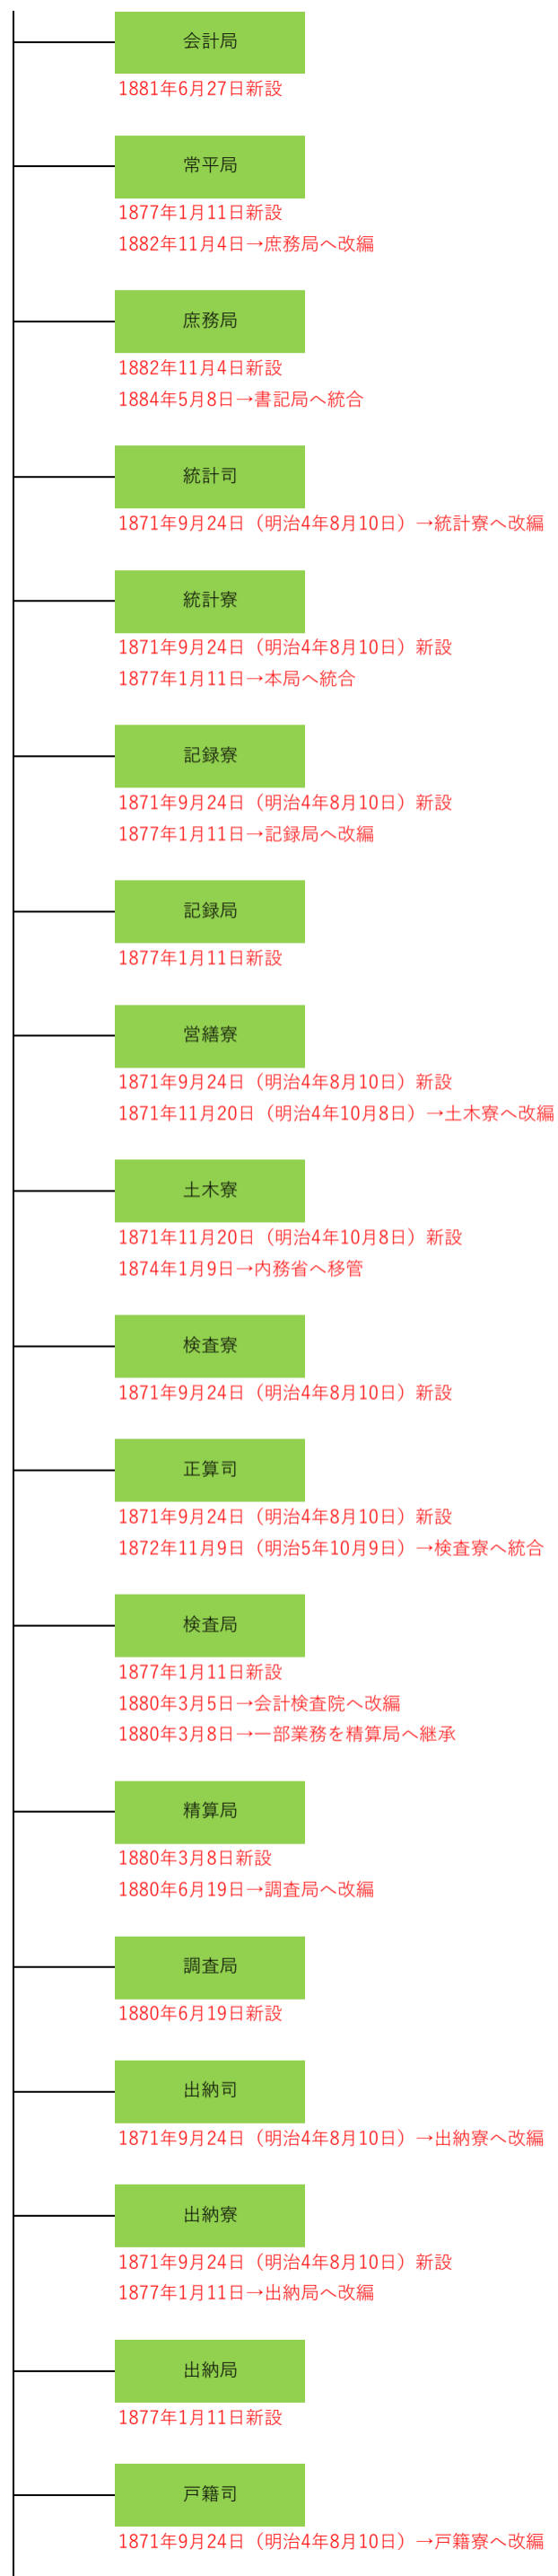 会計局
1881年6月27日新設
常平局
1877年1月11日新設
1882年11月4日→庶務局へ改編
庶務局
1882年11月4日新設
1884年5月8日→書記局へ統合
統計司
1871年9月24日（明治4年8月10日）→統計寮へ改編
統計寮
1871年9月24日（明治4年8月10日）新設
1877年1月11日→本局へ統合
記録寮
1871年9月24日（明治4年8月10日）新設
1877年1月11日→記録局へ改編
記録局
1877年1月11日新設
営繕寮
1871年9月24日（明治4年8月10日）新設
1871年11月20日（明治4年10月8日）→土木寮へ改編
土木寮
1871年11月20日（明治4年10月8日）新設
1874年1月9日→内務省へ移管
検査寮
1871年9月24日（明治4年8月10日）新設
正算司
1871年9月24日（明治4年8月10日）新設
1872年11月9日（明治5年10月9日）→検査寮へ統合
検査局
1877年1月11日新設
1880年3月5日→会計検査院へ改編
1880年3月8日→一部業務を精算局へ継承
精算局
1880年3月8日新設
1880年6月19日→調査局へ改編
調査局
1880年6月19日新設
出納司
1871年9月24日（明治4年8月10日）→出納寮へ改編
出納寮
1871年9月24日（明治4年8月10日）新設
1877年1月11日→出納局へ改編
出納局
1877年1月11日新設
戸籍司
1871年9月24日（明治4年8月10日）→戸籍寮へ改編